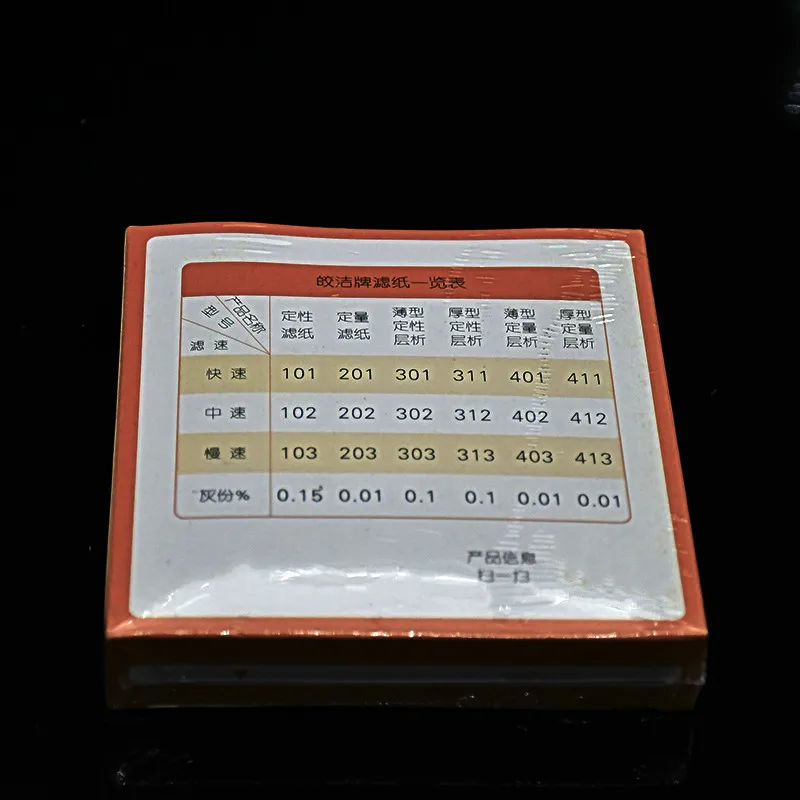 皎洁牌滤纸一览表
产品名称
型号
滤速
定性滤纸 定量滤纸 薄型定性层析 厚型定性层析 薄型定量层析 厚型定量层析
快速 101 201 301 311 401 411
中速 102 202 302 312 402 412
慢速 103 203 303 313 403 413
灰份% 0.15 0.01 0.1 0.1 0.01 0.01
产品信息
扫一扫